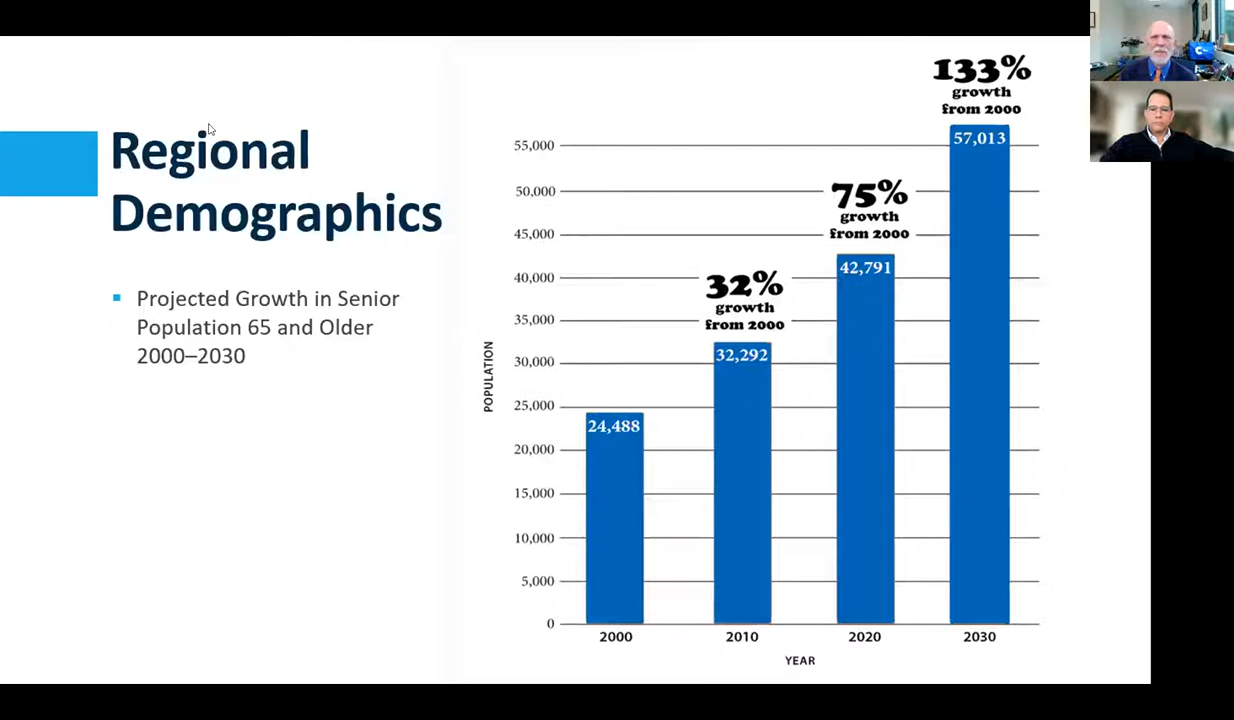 Regional
Demographics
Projected Growth in Senior
Population 65 and Older
2000–2030
133%
growth
from 2000
55,000
57,013
50,000
75%
growth
from 2000
45,000
42,791
40,000
32%
growth
from 2000
35,000
32,292
30,000
25,000
24,488
20,000
15,000
10,000
5,000
0
POPULATION
2000
2010
2020
2030
YEAR